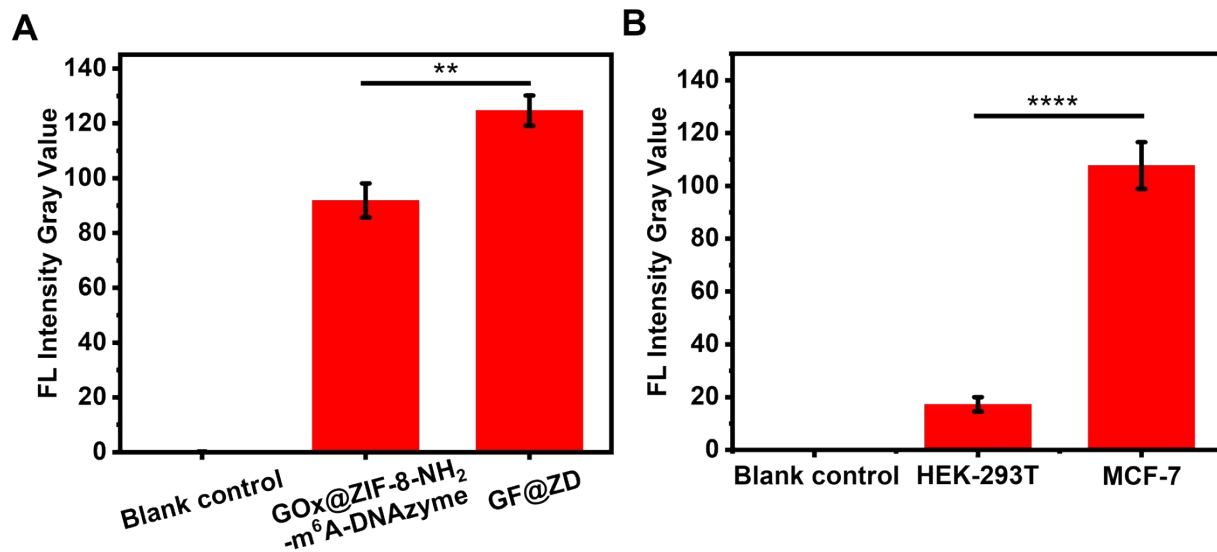 A
FL Intensity Gray Value
140
120
100
80
60
40
20
0
**
Blank control
GOx@ZIF-8-NH₂
-m⁶A-DNAzyme
GF@ZD
B
FL Intensity Gray Value
140
120
100
80
60
40
20
0
****
Blank control
HEK-293T
MCF-7